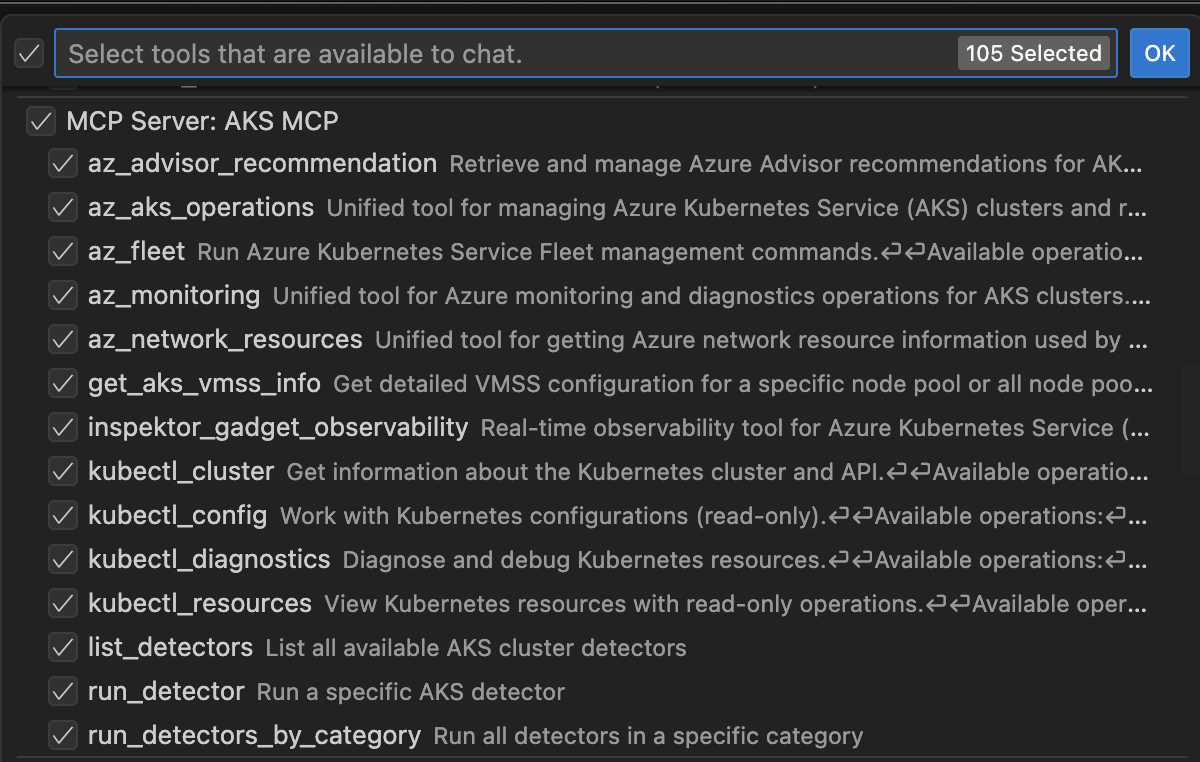 Select tools that are available to chat. 105 Selected OK
MCP Server: AKS MCP
az_advisor_recommendation Retrieve and manage Azure Advisor recommendations for AK...
az_aks_operations Unified tool for managing Azure Kubernetes Service (AKS) clusters and r...
az_fleet Run Azure Kubernetes Service Fleet management commands.⏎⏎Available operatio...
az_monitoring Unified tool for Azure monitoring and diagnostics operations for AKS clusters....
az_network_resources Unified tool for getting Azure network resource information used by ...
get_aks_vmss_info Get detailed VMSS configuration for a specific node pool or all node poo...
inspektor_gadget_observability Real-time observability tool for Azure Kubernetes Service (...
kubectl_cluster Get information about the Kubernetes cluster and API.⏎⏎Available operatio...
kubectl_config Work with Kubernetes configurations (read-only).⏎⏎Available operations:⏎...
kubectl_diagnostics Diagnose and debug Kubernetes resources.⏎⏎Available operations:⏎...
kubectl_resources View Kubernetes resources with read-only operations.⏎⏎Available oper...
list_detectors List all available AKS cluster detectors
run_detector Run a specific AKS detector
run_detectors_by_category Run all detectors in a specific category